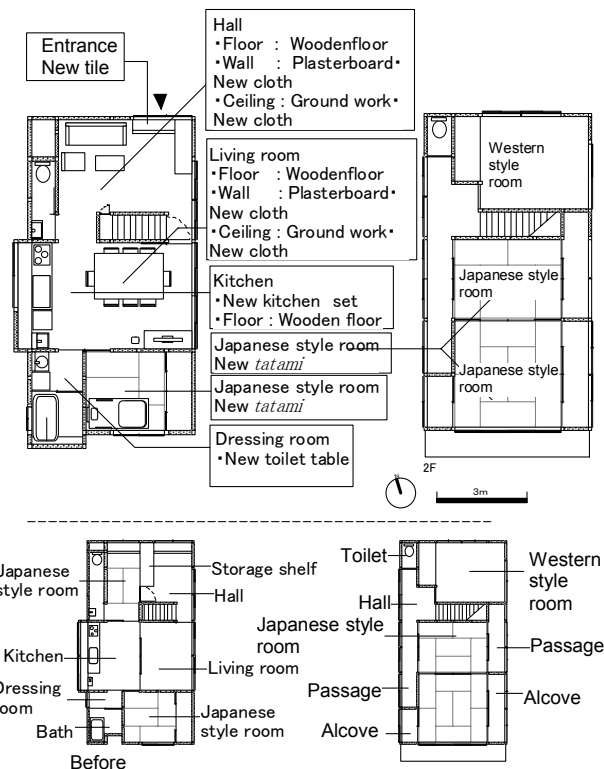 Entrance
New tile
Hall
・Floor : Woodenfloor
・Wall : Plasterboard・
New cloth
・Ceiling : Ground work・
New cloth
Living room
・Floor : Woodenfloor
・Wall : Plasterboard・
New cloth
・Ceiling : Ground work・
New cloth
Kitchen
・New kitchen set
・Floor : Wooden floor
Japanese style room
New tatami
Japanese style room
New tatami
Dressing room
・New toilet table
Western
style
room
Japanese style
room
Japanese style
room
2F
N
3m
Japanese
style room
Storage shelf
Hall
Kitchen
Living room
Dressing
room
Bath
Japanese
style room
Before
Toilet
Western
style
room
Hall
Japanese style
room
Passage
Passage
Alcove
Alcove